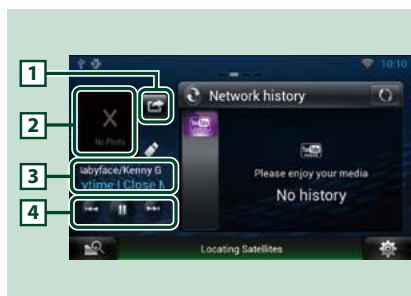 1
2
3
4
10:10
Network history
No Photo
Babyface/Kenny G
ytime I Close M
Please enjoy your media
No history
Locating Satellites